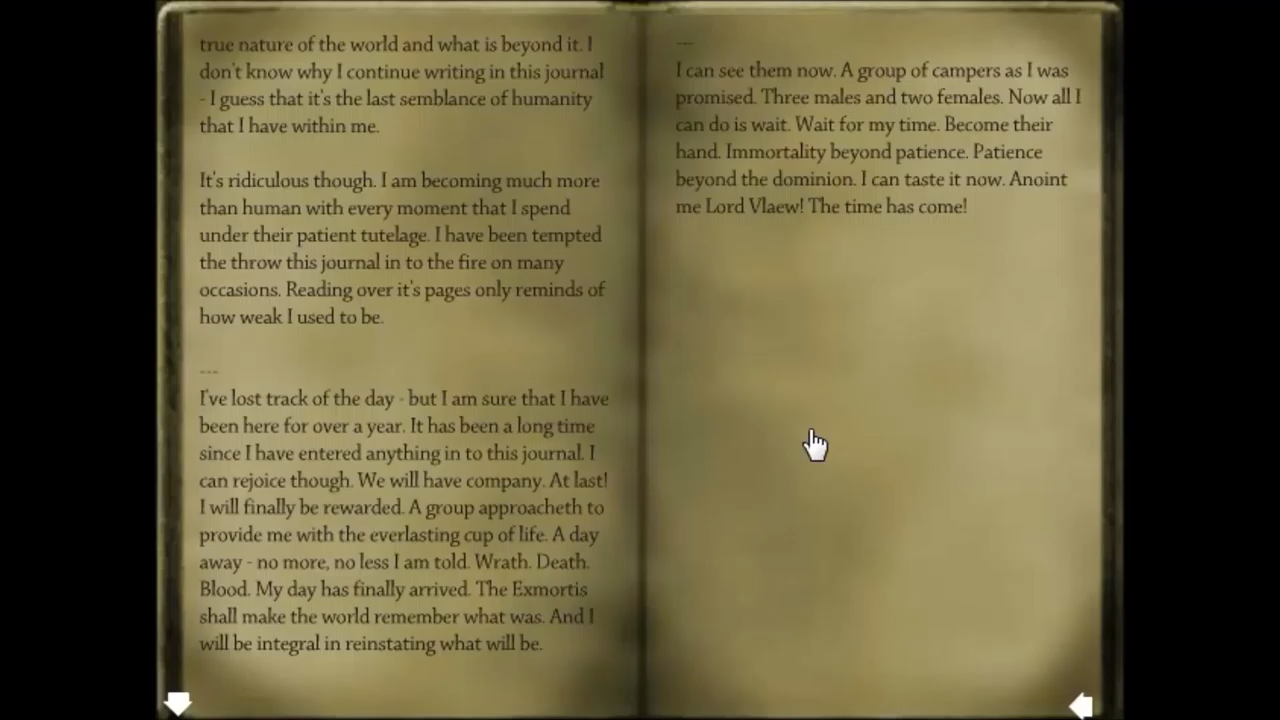 true nature of the world and what is beyond it. I
don't know why I continue writing in this journal
- I guess that it's the last semblance of humanity
that I have within me.
It's ridiculous though. I am becoming much more
than human with every moment that I spend
under their patient tutelage. I have been tempted
the throw this journal in to the fire on many
occasions. Reading over it's pages only reminds of
how weak I used to be.
---
I've lost track of the day - but I am sure that I have
been here for over a year. It has been a long time
since I have entered anything in to this journal. I
can rejoice though. We will have company. At last!
I will finally be rewarded. A group approacheth to
provide me with the everlasting cup of life. A day
away - no more, no less I am told. Wrath. Death.
Blood. My day has finally arrived. The Exmortis
shall make the world remember what was. And I
will be integral in reinstating what will be.
---
I can see them now. A group of campers as I was
promised. Three males and two females. Now all I
can do is wait. Wait for my time. Become their
hand. Immortality beyond patience. Patience
beyond the dominion. I can taste it now. Anoint
me Lord Vlaew! The time has come!